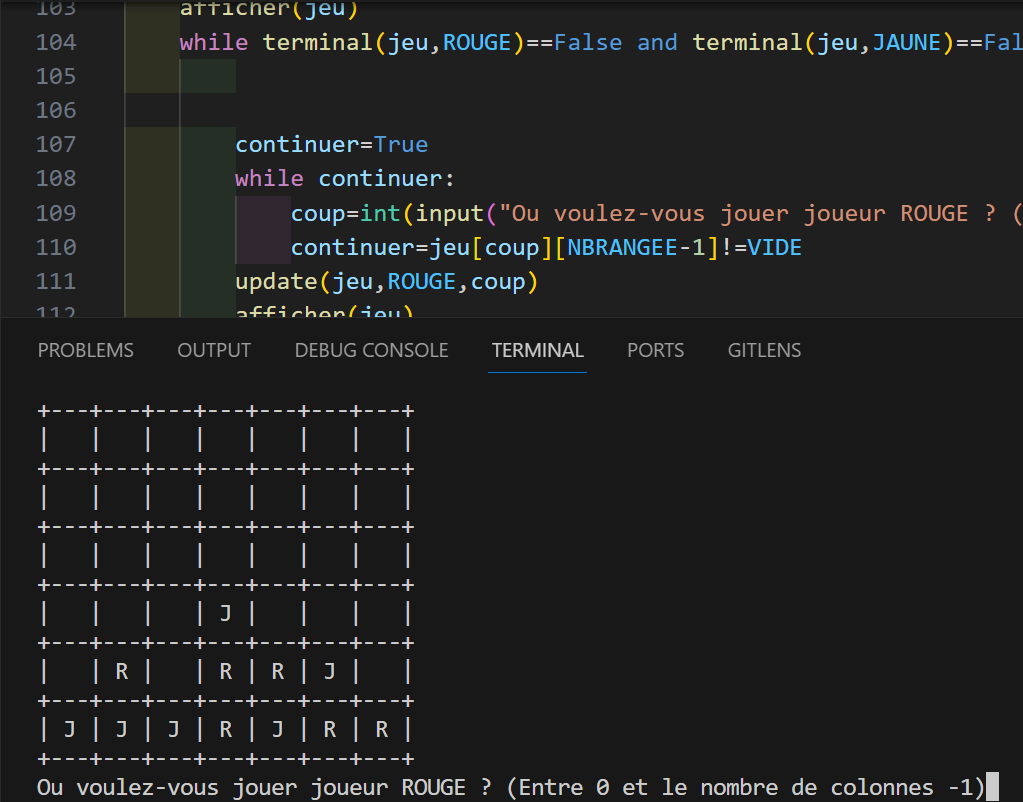 103 afficher(jeu)
104 while terminal(jeu,ROUGE)==False and terminal(jeu,JAUNE)==Fal
105
106
107 continuer=True
108 while continuer:
109 coup=int(input("Ou voulez-vous jouer joueur ROUGE ? (
110 continuer=jeu[coup][NBRANGEE-1]!=VIDE
111 update(jeu,ROUGE,coup)
112 afficher(jeu)
PROBLEMS OUTPUT DEBUG CONSOLE TERMINAL PORTS GITLENS
+---+---+---+---+---+---+---+
|   |   |   |   |   |   |   |
+---+---+---+---+---+---+---+
|   |   |   |   |   |   |   |
+---+---+---+---+---+---+---+
|   |   |   |   |   |   |   |
+---+---+---+---+---+---+---+
|   |   |   | J |   |   |   |
+---+---+---+---+---+---+---+
|   | R |   | R | R | J |   |
+---+---+---+---+---+---+---+
| J | J | J | R | J | R | R |
+---+---+---+---+---+---+---+
Ou voulez-vous jouer joueur ROUGE ? (Entre 0 et le nombre de colonnes -1)